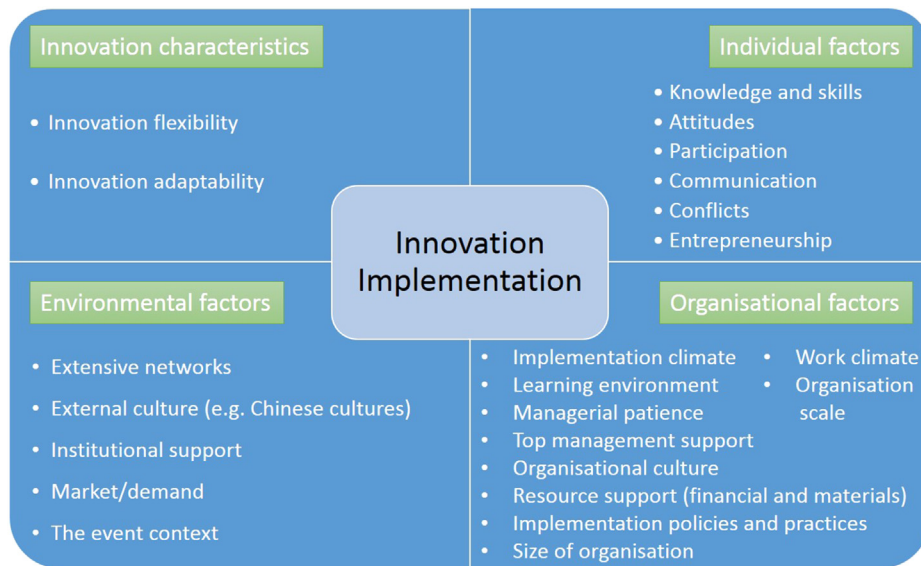 Innovation characteristics
• Innovation flexibility
• Innovation adaptability
Individual factors
• Knowledge and skills
• Attitudes
• Participation
• Communication
• Conflicts
• Entrepreneurship
Innovation
Implementation
Environmental factors
• Extensive networks
• External culture (e.g. Chinese cultures)
• Institutional support
• Market/demand
• The event context
Organisational factors
• Implementation climate
• Learning environment
• Managerial patience
• Top management support
• Organisational culture
• Resource support (financial and materials)
• Implementation policies and practices
• Size of organisation
• Work climate
• Organisation
scale